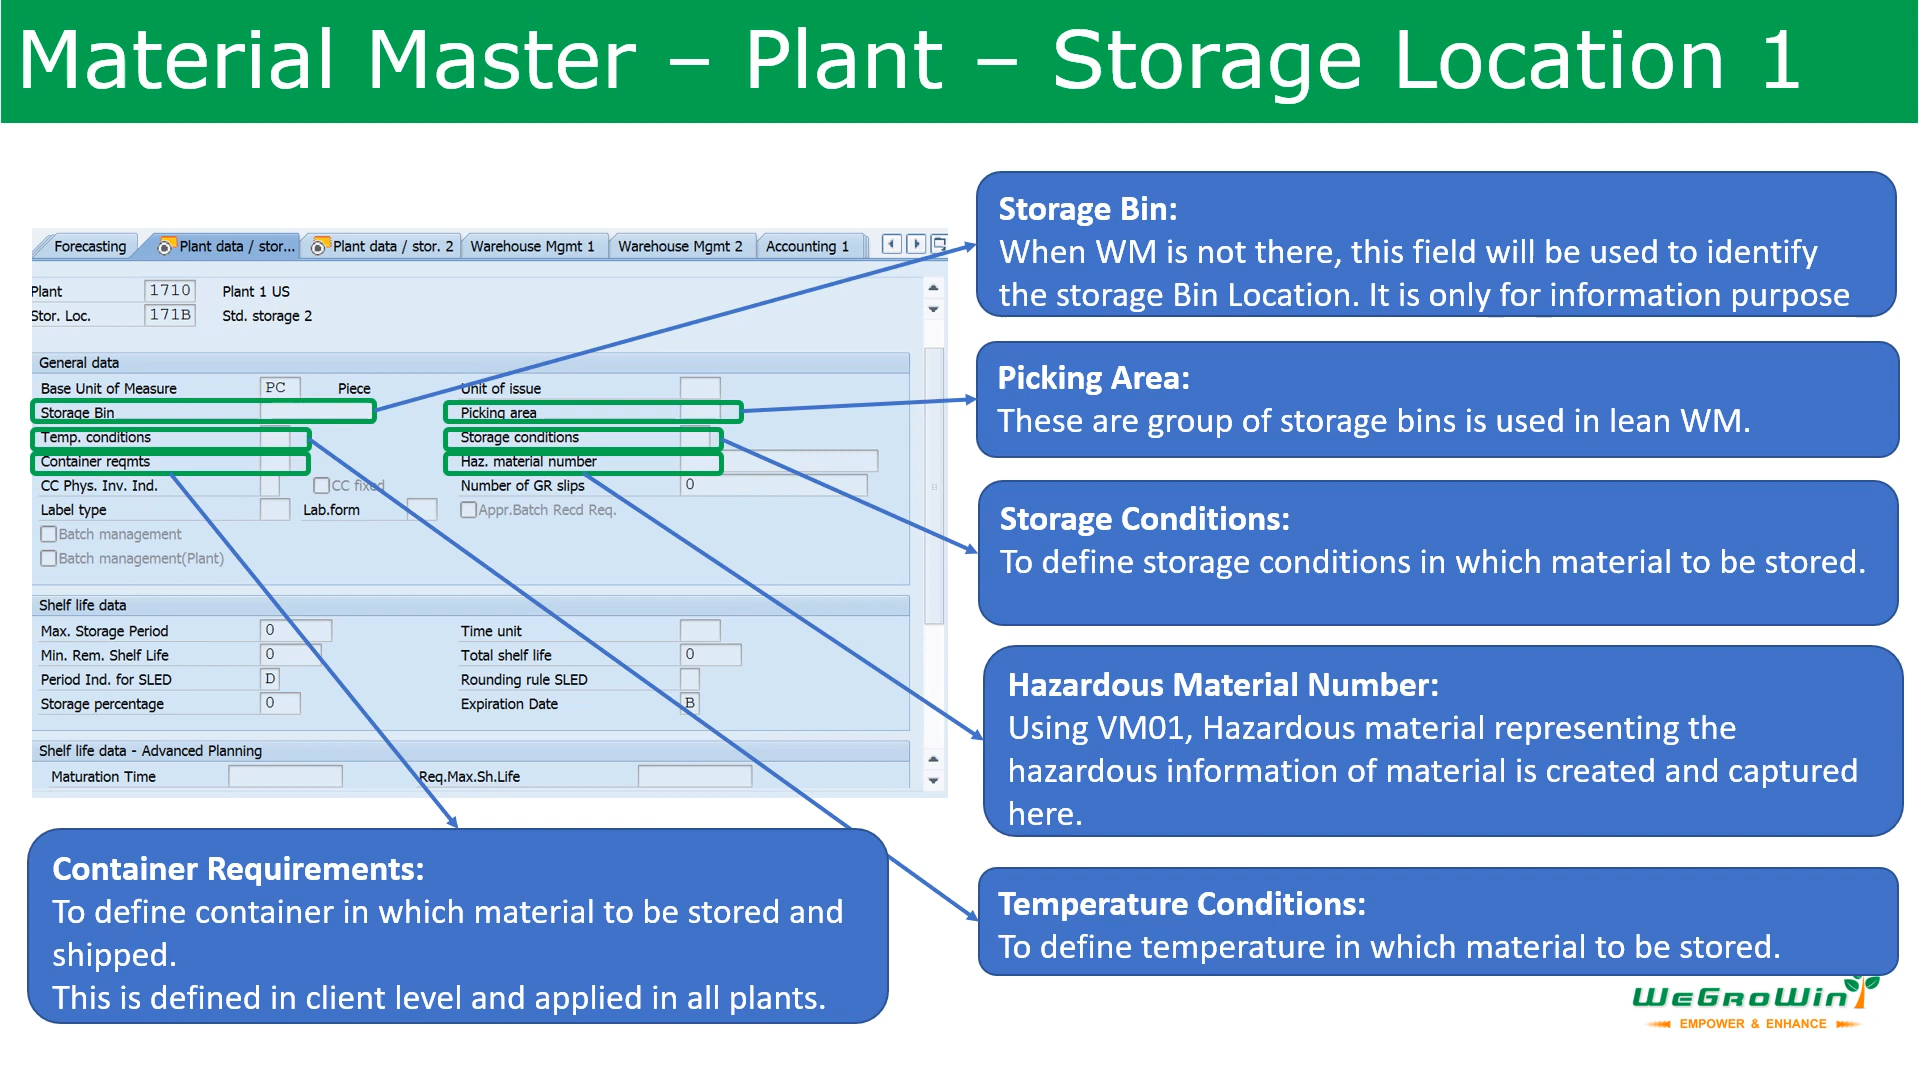 Material Master – Plant – Storage Location 1
Forecasting
Plant data / stor...
Plant data / stor. 2
Warehouse Mgmt 1
Warehouse Mgmt 2
Accounting 1
Plant 1710 Plant 1 US
Stor. Loc. 171B Std. storage 2
General data
Base Unit of Measure PC Piece Unit of issue
Storage Bin Picking area
Temp. conditions Storage conditions
Container reqmts Haz. material number
CC Phys. Inv. Ind. CC fixed Number of GR slips 0
Label type Lab.form Appr.Batch Recd Req.
Batch management
Batch management(Plant)
Shelf life data
Max. Storage Period 0 Time unit
Min. Rem. Shelf Life 0 Total shelf life 0
Period Ind. for SLED D Rounding rule SLED
Storage percentage 0 Expiration Date B
Shelf life data - Advanced Planning
Maturation Time Req.Max.Sh.Life
Storage Bin:
When WM is not there, this field will be used to identify
the storage Bin Location. It is only for information purpose
Picking Area:
These are group of storage bins is used in lean WM.
Storage Conditions:
To define storage conditions in which material to be stored.
Hazardous Material Number:
Using VM01, Hazardous material representing the
hazardous information of material is created and captured
here.
Container Requirements:
To define container in which material to be stored and
shipped.
This is defined in client level and applied in all plants.
Temperature Conditions:
To define temperature in which material to be stored.
WeGroWin
EMPOWER & ENHANCE